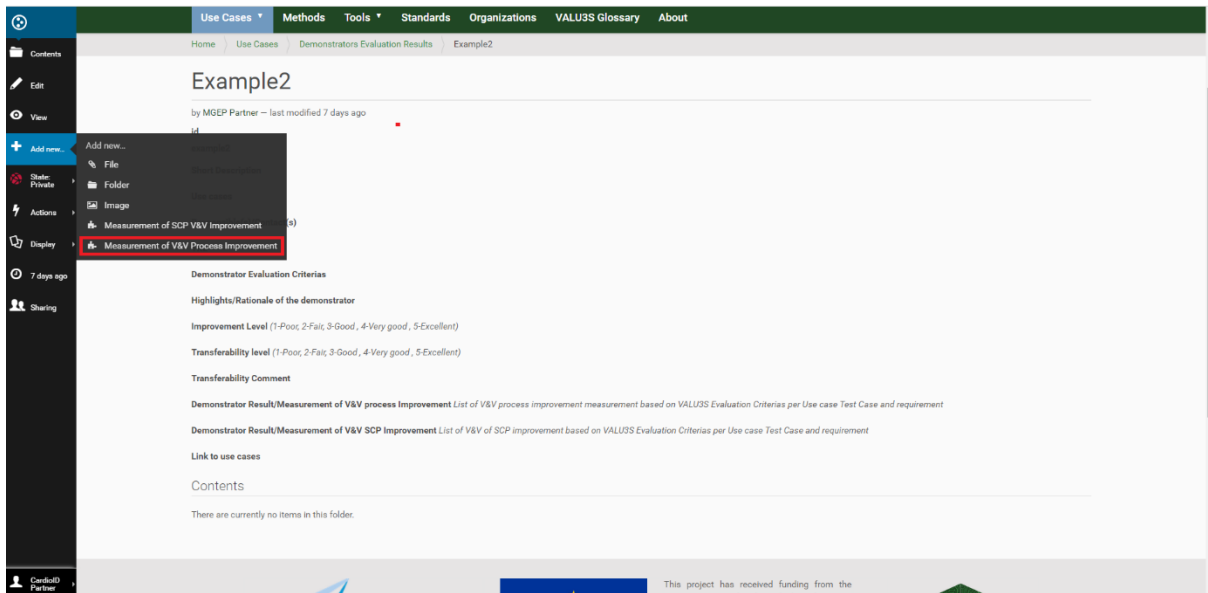 Use Cases ▼ Methods Tools ▼ Standards Organizations VALU3S Glossary About
Home Use Cases Demonstrators Evaluation Results Example2
Contents
Edit
View
Add new...
State: Private
Actions
Display
7 days ago
Sharing
CardioID Partner
Add new...
File
Folder
Image
Measurement of SCP V&V Improvement
Measurement of V&V Process Improvement
Example2
by MGEP Partner — last modified 7 days ago
id
(s)
Demonstrator Evaluation Criterias
Highlights/Rationale of the demonstrator
Improvement Level (1-Poor, 2-Fair, 3-Good , 4-Very good , 5-Excellent)
Transferability level (1-Poor, 2-Fair, 3-Good , 4-Very good , 5-Excellent)
Transferability Comment
Demonstrator Result/Measurement of V&V process Improvement List of V&V process improvement measurement based on VALU3S Evaluation Criterias per Use case Test Case and requirement
Demonstrator Result/Measurement of V&V SCP Improvement List of V&V of SCP improvement based on VALU3S Evaluation Criterias per Use case Test Case and requirement
Link to use cases
Contents
There are currently no items in this folder.
This project has received funding from the